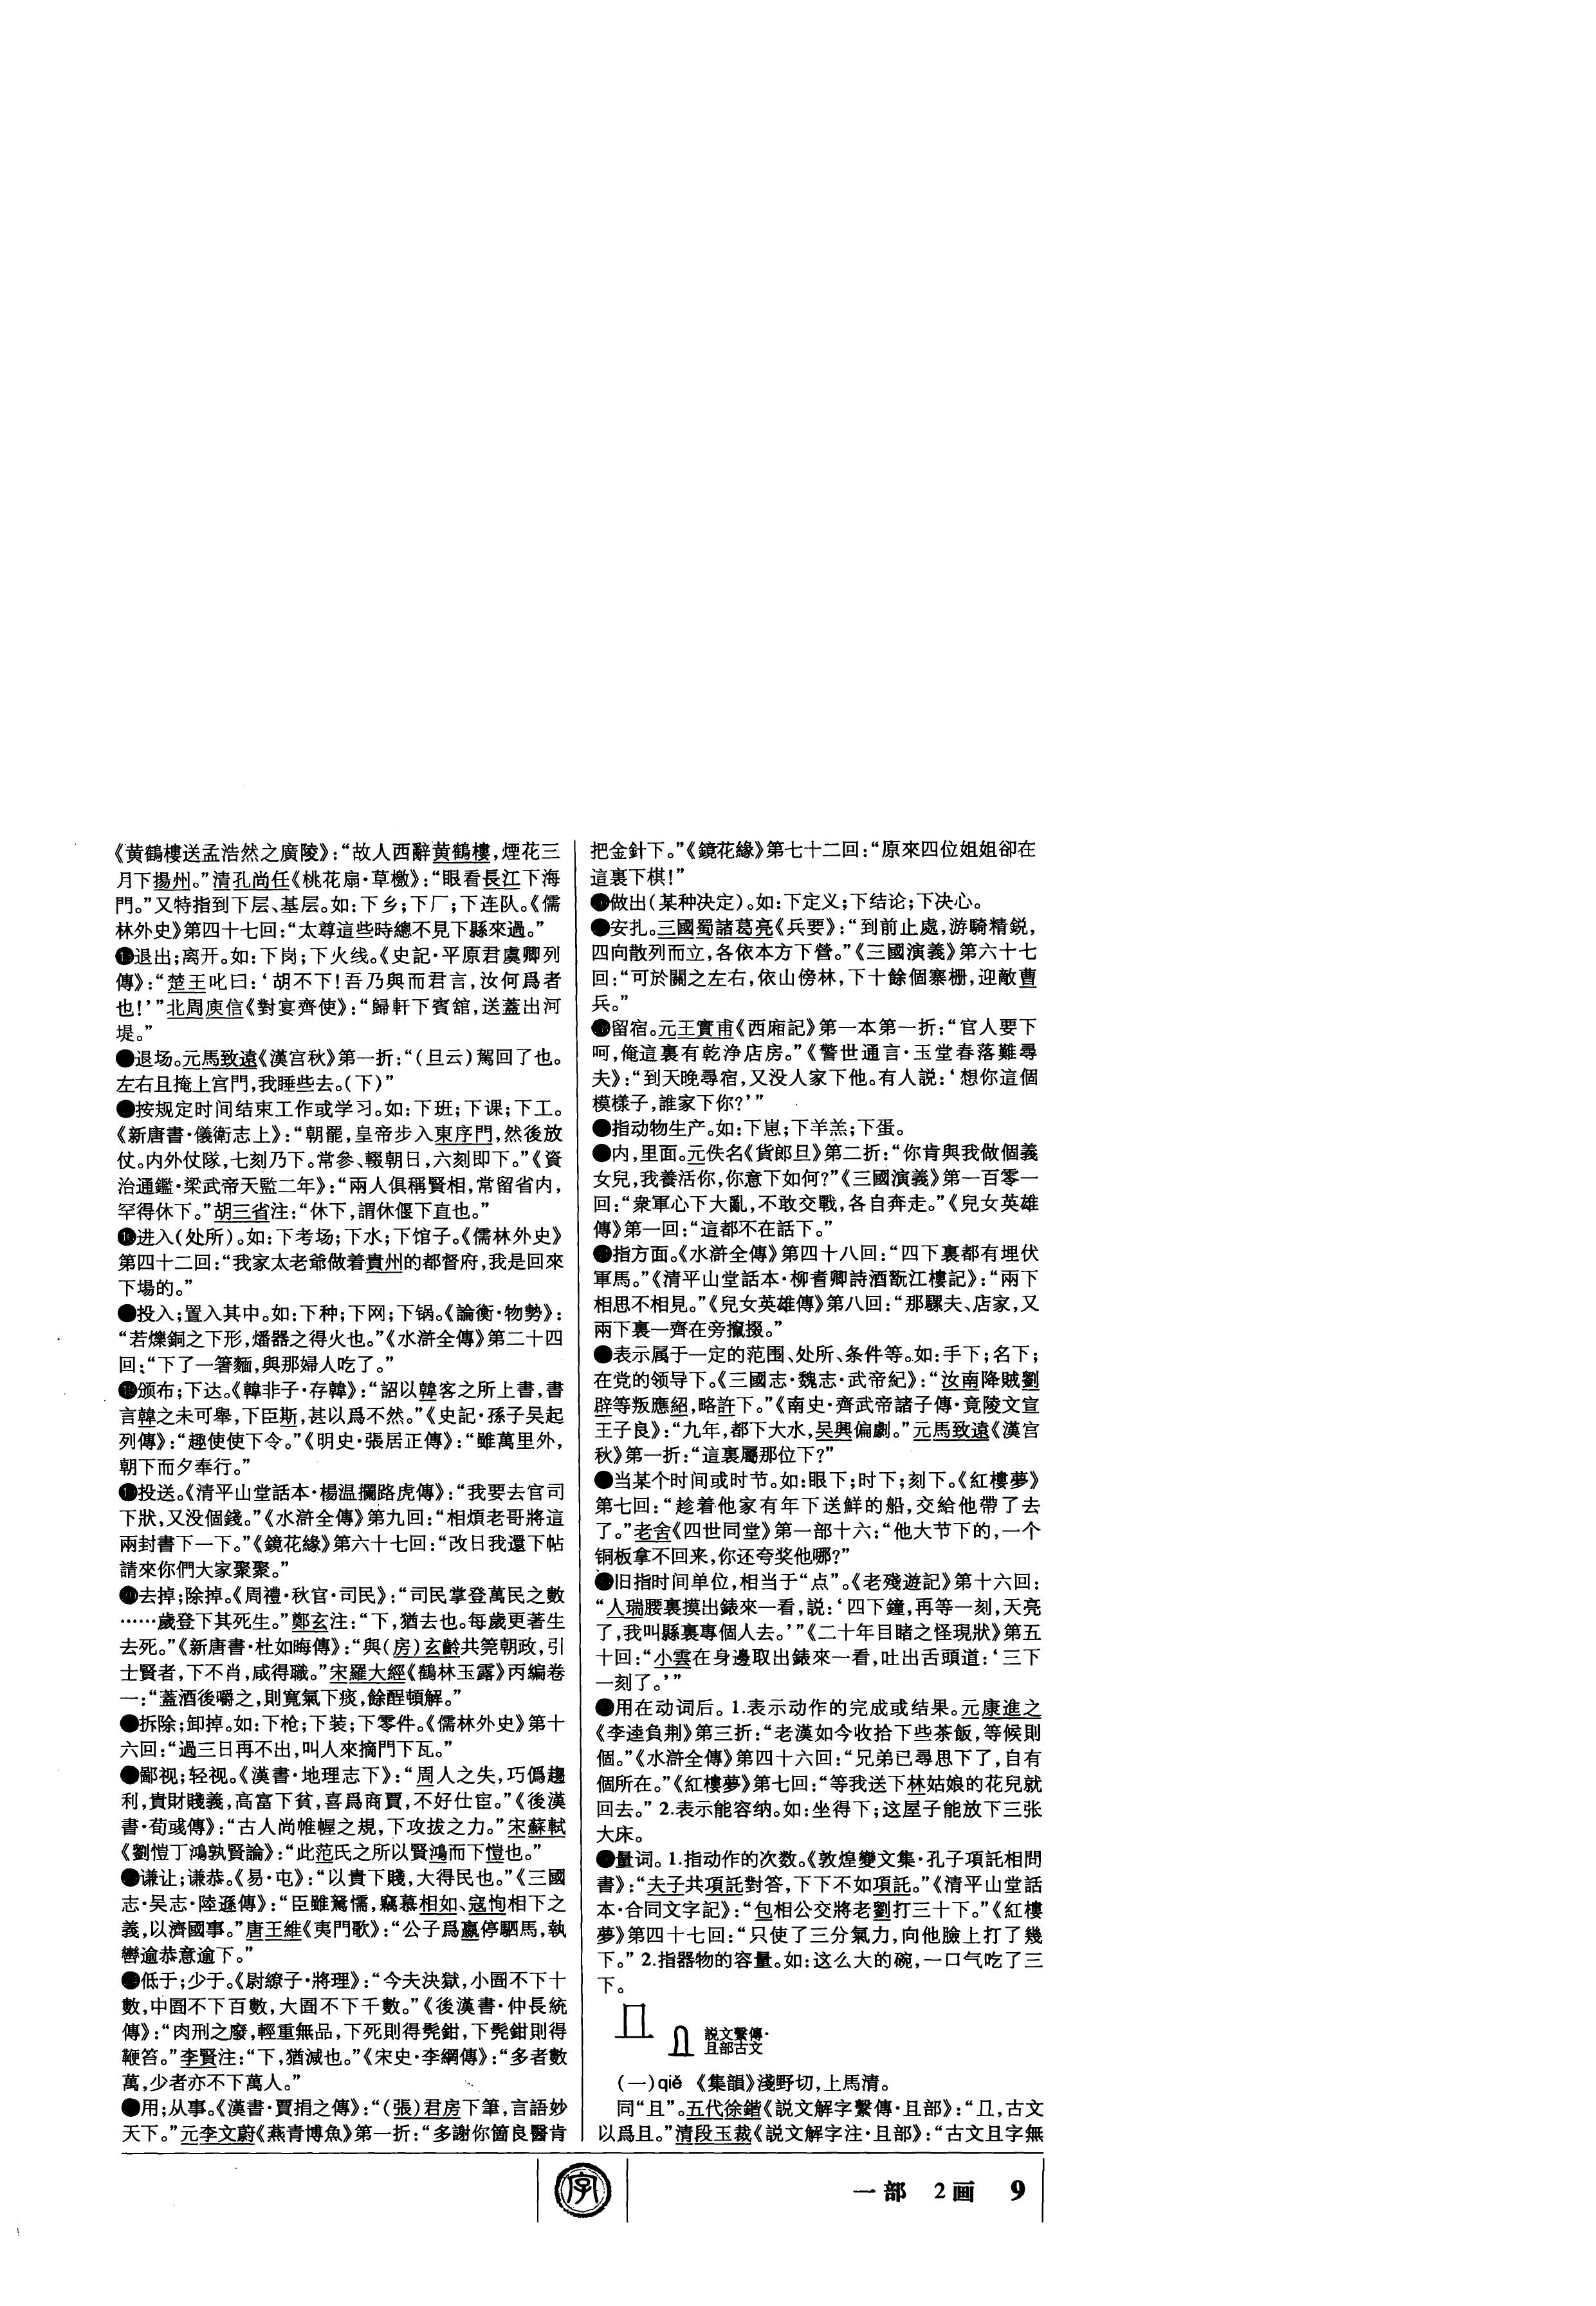 《黄鶴樓送孟浩然之廣陵》:“故人西辭黄鶴樓,煙花三
月下揚州。”清孔尚任《桃花扇·草檄》:“眼看長江下海
門。”又特指到下层、基层。如:下乡;下厂;下连队。《儒
林外史》第四十七回:“太尊這些時總不見下縣來過。”
●退出;离开。如:下岗;下火线。《史記·平原君虞卿列
傳》:“楚王叱曰:‘胡不下!吾乃與而君言,汝何爲者
也!’”北周庾信《對宴齊使》:“歸軒下賓舘,送蓋出河
堤。”
●退场。元馬致遠《漢宫秋》第一折:“(旦云)駕回了也。
左右且掩上宫門,我睡些去。(下)”
●按规定时间结束工作或学习。如:下班;下课;下工。
《新唐書·儀衛志上》:“朝罷,皇帝步入東序門,然後放
仗。内外仗隊,七刻乃下。常參、輟朝日,六刻即下。”《資
治通鑑·梁武帝天監二年》:“兩人俱稱賢相,常留省内,
罕得休下。”胡三省注:“休下,謂休偃下直也。”
●进入(处所)。如:下考场;下水;下馆子。《儒林外史》
第四十二回:“我家太老爺做着貴州的都督府,我是回來
下場的。”
●投入;置入其中。如:下种;下网;下锅。《論衡·物勢》:
“若爍銅之下形,燔器之得火也。”《水滸全傳》第二十四
回:“下了一箸麵,與那婦人吃了。”
●颁布;下达。《韓非子·存韓》:“詔以韓客之所上書,書
言韓之未可舉,下臣斯,甚以爲不然。”《史記·孫子吴起
列傳》:“趣使使下令。”《明史·張居正傳》:“雖萬里外,
朝下而夕奉行。”
●投送。《清平山堂話本·楊温攔路虎傳》:“我要去官司
下狀,又没個錢。”《水滸全傳》第九回:“相煩老哥將這
兩封書下一下。”《鏡花緣》第六十七回:“改日我還下帖
請來你們大家聚聚。”
●去掉;除掉。《周禮·秋官·司民》:“司民掌登萬民之數
……歲登下其死生。”鄭玄注:“下,猶去也。每歲更著生
去死。”《新唐書·杜如晦傳》:“與(房)玄齡共筦朝政,引
士賢者,下不肖,咸得職。”宋羅大經《鶴林玉露》丙編卷
一:“蓋酒後嚼之,則寬氣下痰,餘酲頓解。”
●拆除;卸掉。如:下枪;下装;下零件。《儒林外史》第十
六回:“過三日再不出,叫人來摘門下瓦。”
●鄙视;轻视。《漢書·地理志下》:“周人之失,巧僞趨
利,貴財賤義,高富下貧,喜爲商賈,不好仕宦。”《後漢
書·荀彧傳》:“古人尚帷幄之規,下攻拔之力。”宋蘇軾
《劉愷丁鴻孰賢論》:“此范氏之所以賢鴻而下愷也。”
●谦让;谦恭。《易·屯》:“以貴下賤,大得民也。”《三國
志·吴志·陸遜傳》:“臣雖駑懦,竊慕相如、寇恂相下之
義,以濟國事。”唐王維《夷門歌》:“公子爲嬴停駟馬,執
轡逾恭意逾下。”
●低于;少于。《尉繚子·將理》:“今夫決獄,小圄不下十
數,中圄不下百數,大圄不下千數。”《後漢書·仲長統
傳》:“肉刑之廢,輕重無品,下死則得髡鉗,下髡鉗則得
鞭笞。”李賢注:“下,猶減也。”《宋史·李綱傳》:“多者數
萬,少者亦不下萬人。”
●用;从事。《漢書·賈捐之傳》:“(張)君房下筆,言語妙
天下。”元李文蔚《燕青博魚》第一折:“多謝你箇良醫肯
把金針下。”《鏡花緣》第七十二回:“原來四位姐姐卻在
這裏下棋!”
●做出(某种决定)。如:下定义;下结论;下决心。
●安扎。三國蜀諸葛亮《兵要》:“到前止處,游騎精鋭,
四向散列而立,各依本方下營。”《三國演義》第六十七
回:“可於關之左右,依山傍林,下十餘個寨栅,迎敵曹
兵。”
●留宿。元王實甫《西廂記》第一本第一折:“官人要下
呵,俺這裏有乾净店房。”《警世通言·玉堂春落難尋
夫》:“到天晚尋宿,又没人家下他。有人説:‘想你這個
模樣子,誰家下你?’”
●指动物生产。如:下崽;下羊羔;下蛋。
●内,里面。元佚名《貨郎旦》第二折:“你肯與我做個義
女兒,我養活你,你意下如何?”《三國演義》第一百零一
回:“衆軍心下大亂,不敢交戰,各自奔走。”《兒女英雄
傳》第一回:“這都不在話下。”
●指方面。《水滸全傳》第四十八回:“四下裏都有埋伏
軍馬。”《清平山堂話本·柳耆卿詩酒翫江樓記》:“兩下
相思不相見。”《兒女英雄傳》第八回:“那騾夫、店家,又
兩下裏一齊在旁攛掇。”
●表示属于一定的范围、处所、条件等。如:手下;名下;
在党的领导下。《三國志·魏志·武帝紀》:“汝南降賊劉
辟等叛應紹,略許下。”《南史·齊武帝諸子傳·竟陵文宣
王子良》:“九年,都下大水,吴興偏劇。”元馬致遠《漢宫
秋》第一折:“這裏屬那位下?”
●当某个时间或时节。如:眼下;时下;刻下。《紅樓夢》
第七回:“趁着他家有年下送鮮的船,交給他帶了去
了。”老舍《四世同堂》第一部十六:“他大节下的,一个
铜板拿不回来,你还夸奖他哪?”
●旧指时间单位,相当于“点”。《老殘遊記》第十六回:
“人瑞腰裏摸出錶來一看,説:‘四下鐘,再等一刻,天亮
了,我叫縣裏專個人去。’”《二十年目睹之怪現狀》第五
十回:“小雲在身邊取出錶來一看,吐出舌頭道:‘三下
一刻了。’”
●用在动词后。1.表示动作的完成或结果。元康進之
《李逵負荆》第三折:“老漢如今收拾下些茶飯,等候則
個。”《水滸全傳》第四十六回:“兄弟已尋思下了,自有
個所在。”《紅樓夢》第七回:“等我送下林姑娘的花兒就
回去。”2.表示能容纳。如:坐得下;这屋子能放下三张
大床。
●量词。1.指动作的次数。《敦煌變文集·孔子項託相問
書》:“夫子共項託對答,下下不如項託。”《清平山堂話
本·合同文字記》:“包相公交將老劉打三十下。”《紅樓
夢》第四十七回:“只使了三分氣力,向他臉上打了幾
下。”2.指器物的容量。如:这么大的碗,一口气吃了三
下。
説文繫傳·
且部古文
(一)qiě《集韻》淺野切,上馬清。
同“且”。五代徐鍇《説文解字繫傳·且部》:“,古文
以爲且。”清段玉裁《説文解字注·且部》:“古文且字無
字
一部 2画 9